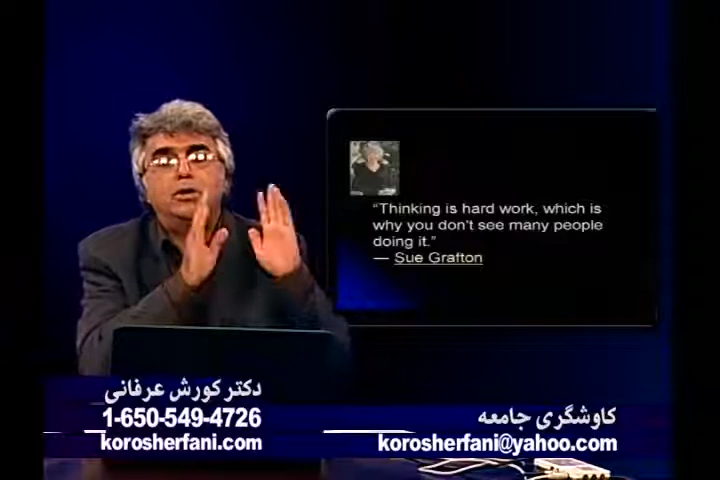 “Thinking is hard work, which is
why you don't see many people
doing it.”
— Sue Grafton
دکتر کورش عرفانی
1-650-549-4726
korosherfani.com
کاوشگری جامعه
korosherfani@yahoo.com